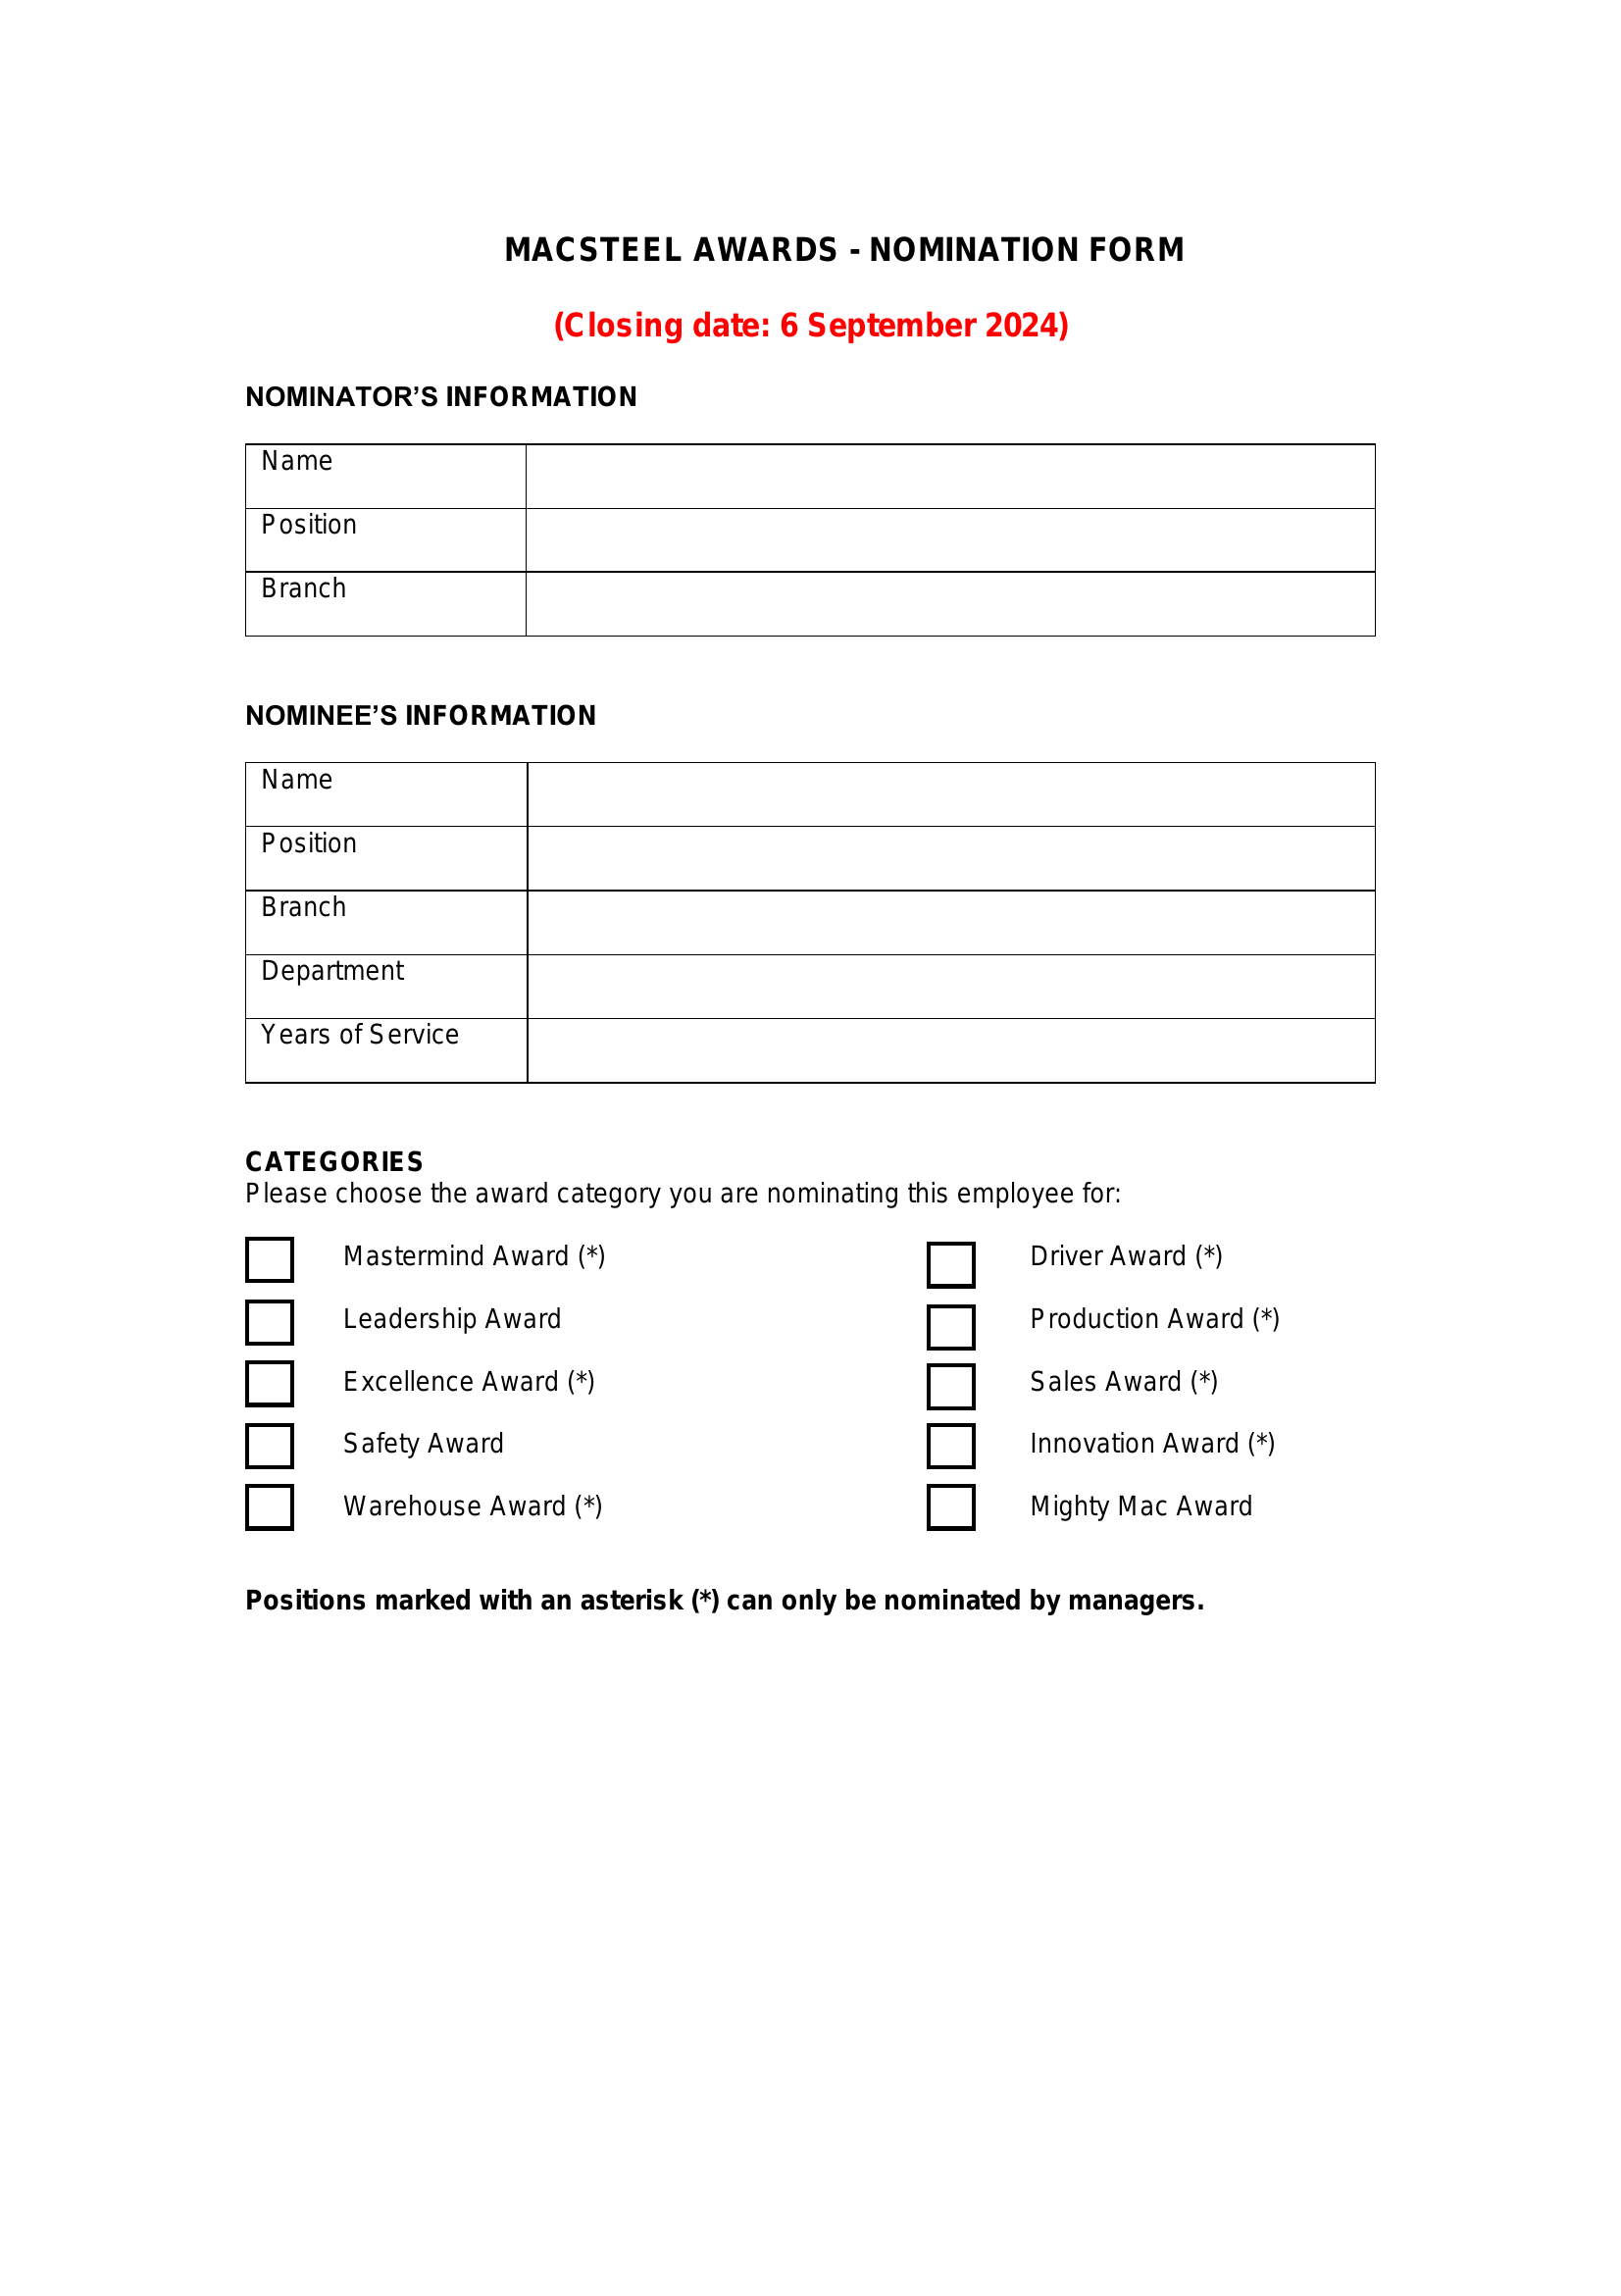 MACSTEEL AWARDS - NOMINATION FORM
(Closing date: 6 September 2024)
NOMINATOR’S INFORMATION
Name
Position
Branch
NOMINEE’S INFORMATION
Name
Position
Branch
Department
Years of Service
CATEGORIES
Please choose the award category you are nominating this employee for:
Mastermind Award (*)
Driver Award (*)
Leadership Award
Production Award (*)
Excellence Award (*)
Sales Award (*)
Safety Award
Innovation Award (*)
Warehouse Award (*)
Mighty Mac Award
Positions marked with an asterisk (*) can only be nominated by managers.